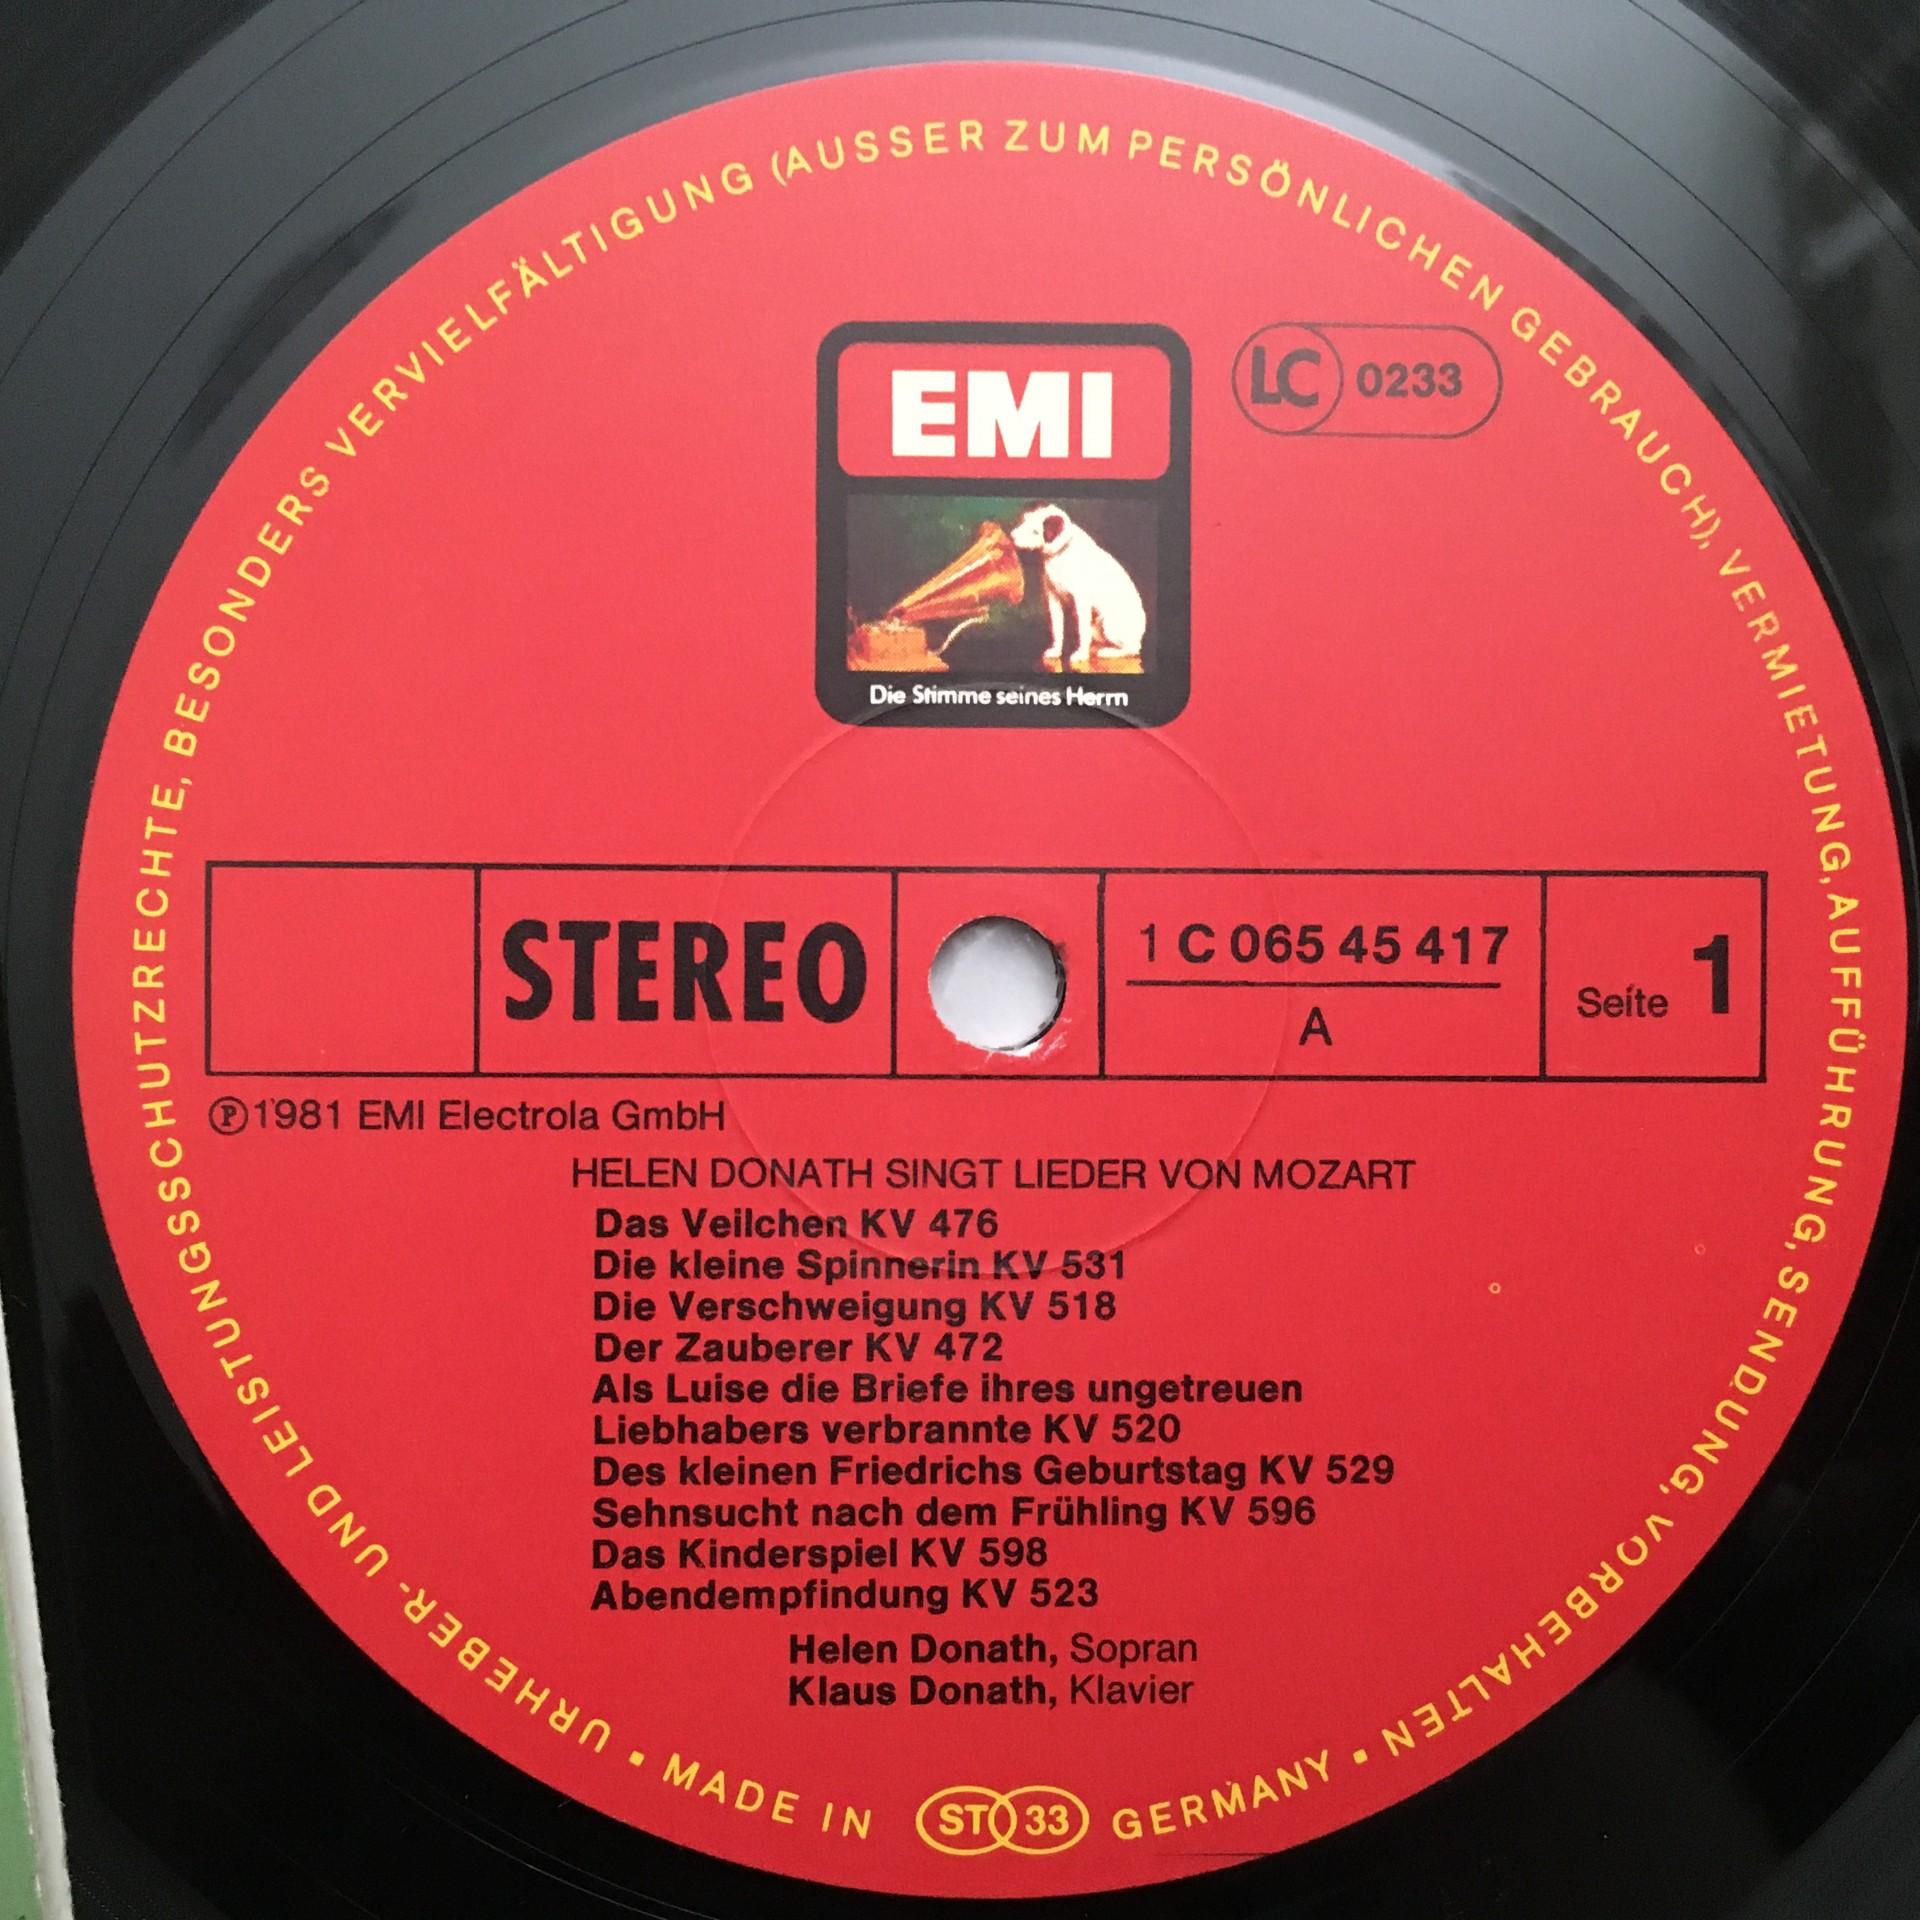 URHEBER- UND LEISTUNGSSCHUTZRECHTE, BESONDERS VERVIELFÄLTIGUNG (AUSSER ZUM PERSÖNLICHEN GEBRAUCH), VERMIETUNG, AUFFÜHRUNG, SENDUNG, VORBEHALTEN
EMI
LC 0233
Die Stimme seines Herrn
STEREO
1 C 065 45 417
A
Seite 1
Ⓟ1981 EMI Electrola GmbH
HELEN DONATH SINGT LIEDER VON MOZART
Das Veilchen KV 476
Die kleine Spinnerin KV 531
Die Verschweigung KV 518
Der Zauberer KV 472
Als Luise die Briefe ihres ungetreuen
Liebhabers verbrannte KV 520
Des kleinen Friedrichs Geburtstag KV 529
Sehnsucht nach dem Frühling KV 596
Das Kinderspiel KV 598
Abendempfindung KV 523
Helen Donath, Sopran
Klaus Donath, Klavier
• MADE IN ST 33 GERMANY •